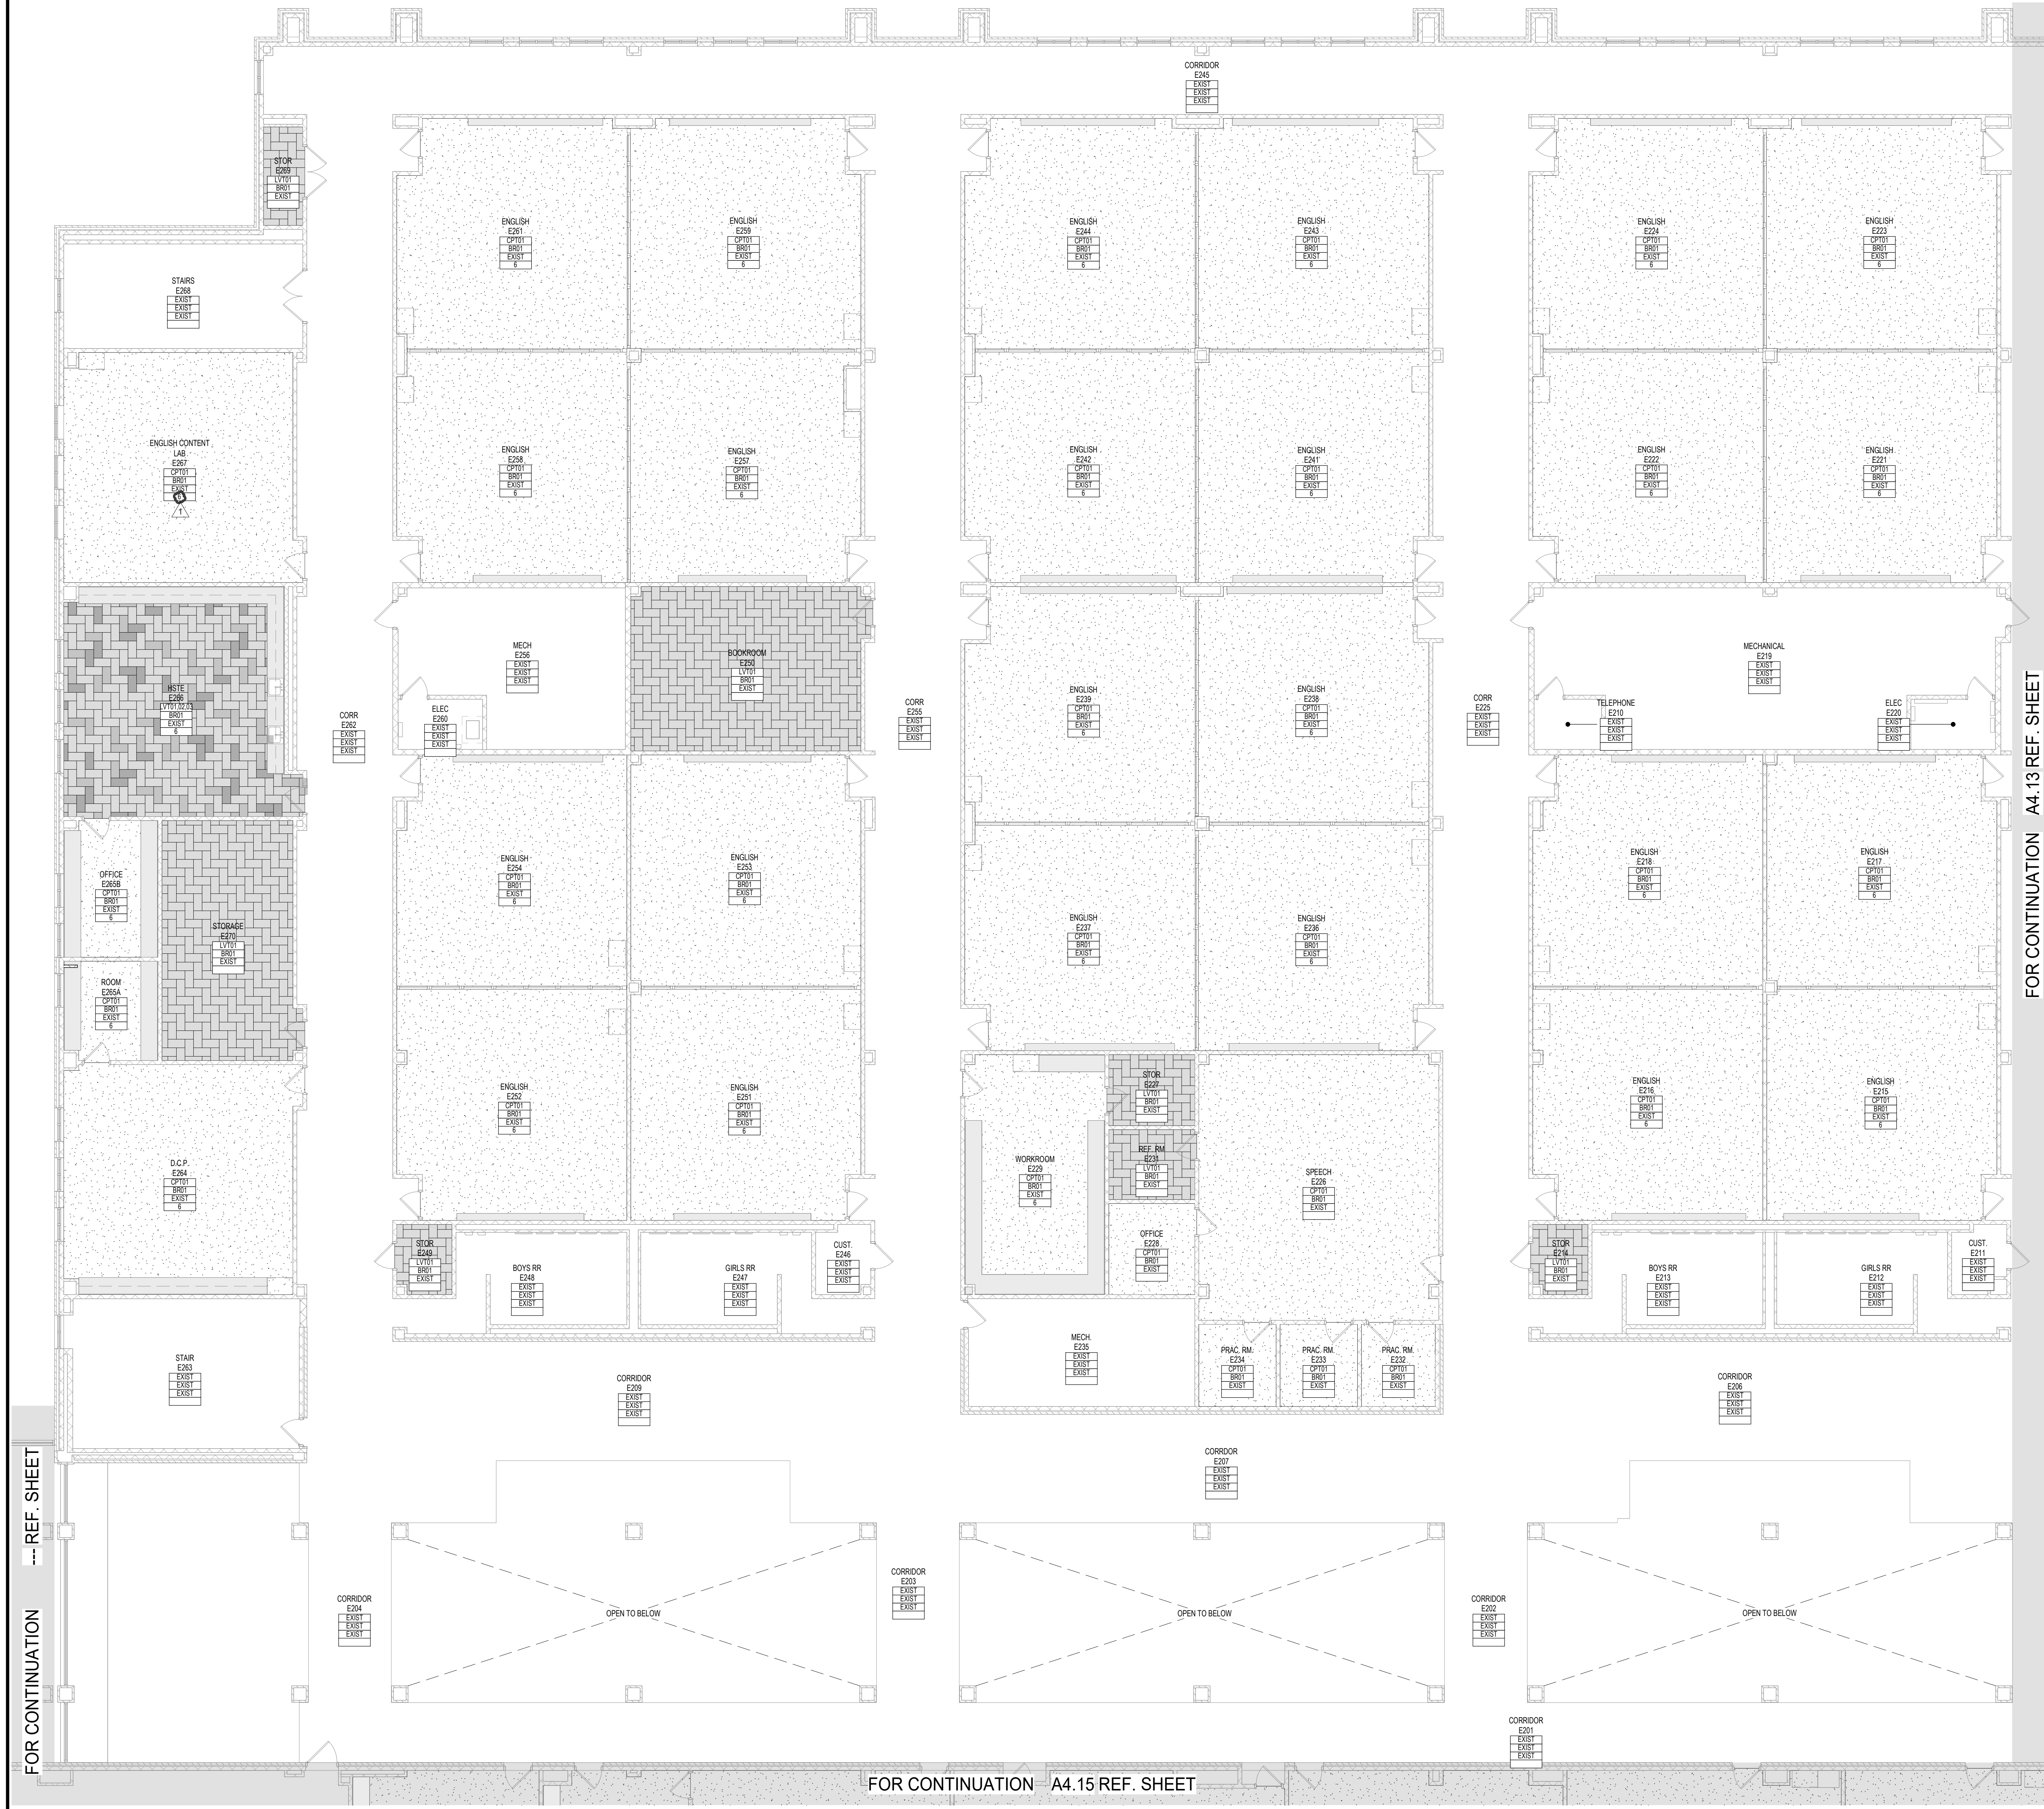 CORRIDOR
E245
EXIST
EXIST
EXIST
STOR
E269
LVT01
BR01
EXIST
ENGLISH
E261
CPT01
BR01
EXIST
6
ENGLISH
E259
CPT01
BR01
EXIST
6
ENGLISH
E244
CPT01
BR01
EXIST
6
ENGLISH
E243
CPT01
BR01
EXIST
6
ENGLISH
E224
CPT01
BR01
EXIST
6
ENGLISH
E223
CPT01
BR01
EXIST
6
STAIRS
E268
EXIST
EXIST
EXIST
ENGLISH CONTENT
LAB
E267
CPT01
BR01
EXIST
6
1
ENGLISH
E258
CPT01
BR01
EXIST
6
ENGLISH
E257
CPT01
BR01
EXIST
6
ENGLISH
E242
CPT01
BR01
EXIST
6
ENGLISH
E241
CPT01
BR01
EXIST
6
ENGLISH
E222
CPT01
BR01
EXIST
6
ENGLISH
E221
CPT01
BR01
EXIST
6
HSTE
E266
LVT01,02,03
BR01
EXIST
6
CORR
E262
EXIST
EXIST
EXIST
MECH
E256
EXIST
EXIST
EXIST
ELEC
E260
EXIST
EXIST
EXIST
BOOKROOM
E250
LVT01
BR01
EXIST
CORR
E255
EXIST
EXIST
EXIST
ENGLISH
E239
CPT01
BR01
EXIST
6
ENGLISH
E238
CPT01
BR01
EXIST
6
CORR
E225
EXIST
EXIST
EXIST
MECHANICAL
E219
EXIST
EXIST
EXIST
TELEPHONE
E210
EXIST
EXIST
EXIST
ELEC
E220
EXIST
EXIST
EXIST
FOR CONTINUATION A4.13 REF. SHEET
OFFICE
E265B
CPT01
BR01
EXIST
6
STORAGE
E270
LVT01
BR01
EXIST
ROOM
E265A
CPT01
BR01
EXIST
6
ENGLISH
E254
CPT01
BR01
EXIST
6
ENGLISH
E253
CPT01
BR01
EXIST
6
ENGLISH
E237
CPT01
BR01
EXIST
6
ENGLISH
E236
CPT01
BR01
EXIST
6
ENGLISH
E218
CPT01
BR01
EXIST
6
ENGLISH
E217
CPT01
BR01
EXIST
6
D.C.P.
E264
CPT01
BR01
EXIST
6
ENGLISH
E252
CPT01
BR01
EXIST
6
ENGLISH
E251
CPT01
BR01
EXIST
6
WORKROOM
E229
CPT01
BR01
EXIST
6
STOR
E227
LVT01
BR01
EXIST
REF. RM
E231
LVT01
BR01
EXIST
OFFICE
E228
CPT01
BR01
EXIST
SPEECH
E226
CPT01
BR01
EXIST
ENGLISH
E216
CPT01
BR01
EXIST
6
ENGLISH
E215
CPT01
BR01
EXIST
6
STOR
E249
LVT01
BR01
EXIST
BOYS RR
E248
EXIST
EXIST
EXIST
GIRLS RR
E247
EXIST
EXIST
EXIST
CUST.
E246
EXIST
EXIST
EXIST
STOR
E214
LVT01
BR01
EXIST
BOYS RR
E213
EXIST
EXIST
EXIST
GIRLS RR
E212
EXIST
EXIST
EXIST
CUST.
E211
EXIST
EXIST
EXIST
STAIR
E263
EXIST
EXIST
EXIST
CORRIDOR
E209
EXIST
EXIST
EXIST
MECH.
E235
EXIST
EXIST
EXIST
PRAC. RM.
E234
CPT01
BR01
EXIST
PRAC. RM.
E233
CPT01
BR01
EXIST
PRAC. RM.
E232
CPT01
BR01
EXIST
CORRIDOR
E206
EXIST
EXIST
EXIST
CORRDOR
E207
EXIST
EXIST
EXIST
FOR CONTINUATION --- REF. SHEET
CORRIDOR
E204
EXIST
EXIST
EXIST
OPEN TO BELOW
CORRIDOR
E203
EXIST
EXIST
EXIST
OPEN TO BELOW
CORRIDOR
E202
EXIST
EXIST
EXIST
OPEN TO BELOW
CORRIDOR
E201
EXIST
EXIST
EXIST
FOR CONTINUATION A4.15 REF. SHEET